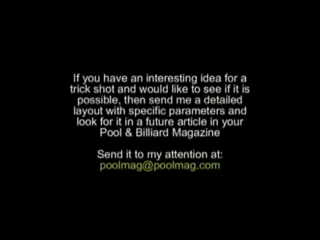 If you have an interesting idea for a
trick shot and would like to see if it is
possible, then send me a detailed
layout with specific parameters and
look for it in a future article in your
Pool & Billiard Magazine
Send it to my attention at:
poolmag@poolmag.com